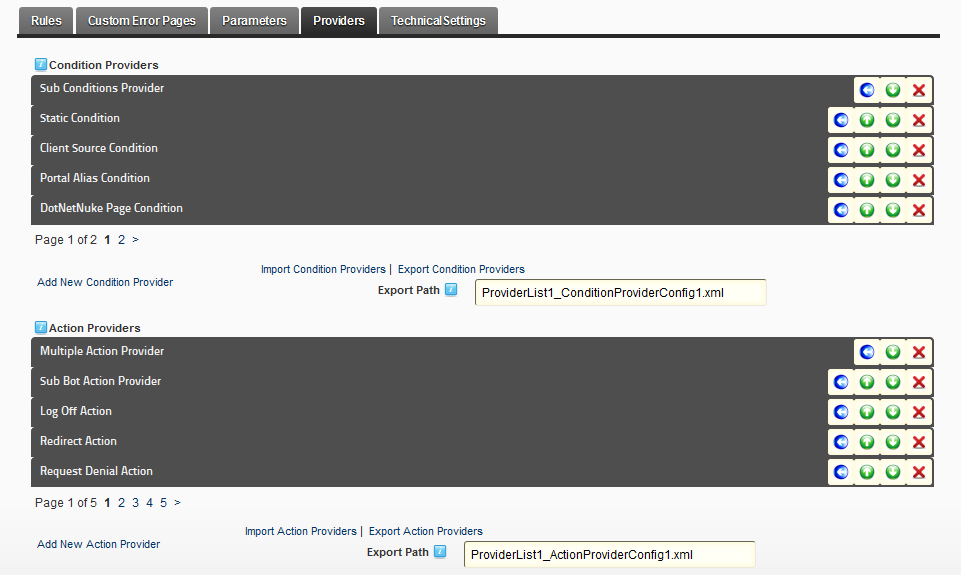 Rules Custom Error Pages Parameters Providers Technical Settings
Condition Providers
Sub Conditions Provider
Static Condition
Client Source Condition
Portal Alias Condition
DotNetNuke Page Condition
Page 1 of 2 1 2 >
Import Condition Providers | Export Condition Providers
Add New Condition Provider
Export Path ProviderList1_ConditionProviderConfig1.xml
Action Providers
Multiple Action Provider
Sub Bot Action Provider
Log Off Action
Redirect Action
Request Denial Action
Page 1 of 5 1 2 3 4 5 >
Import Action Providers | Export Action Providers
Add New Action Provider
Export Path ProviderList1_ActionProviderConfig1.xml